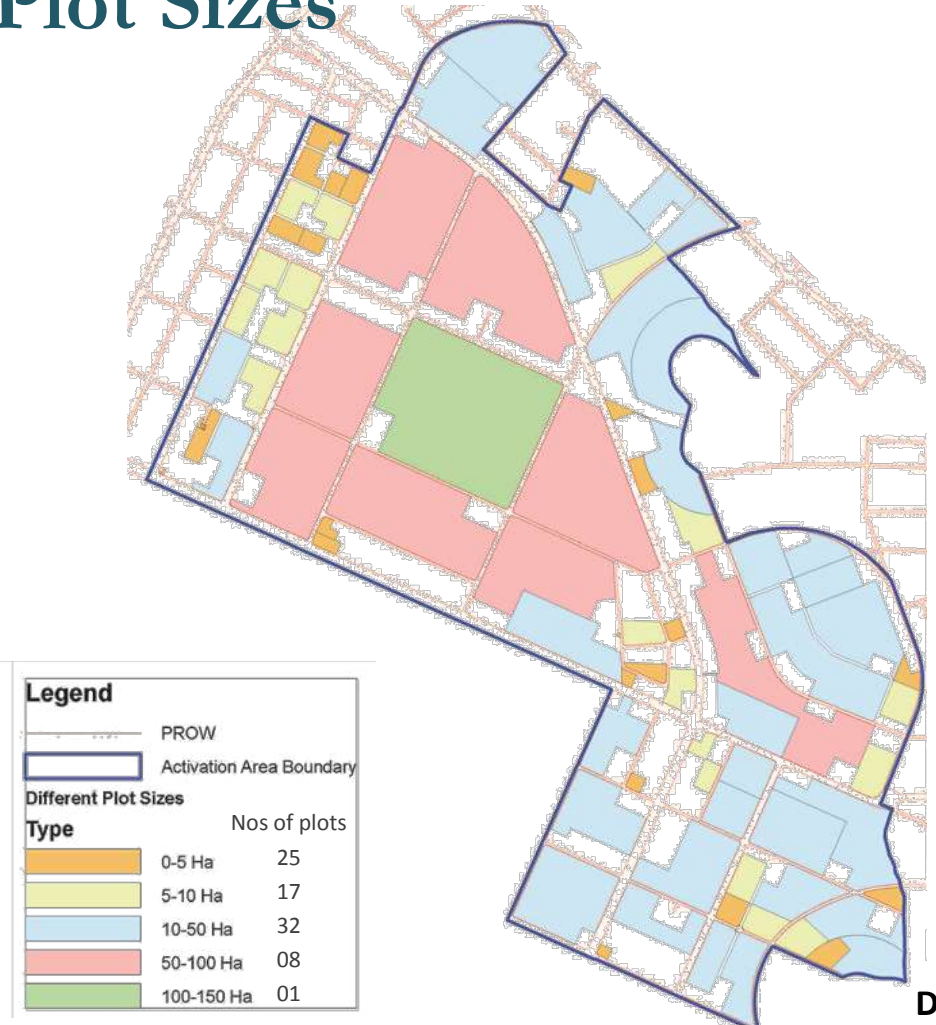 Plot Sizes
Legend
PROW
Activation Area Boundary
Different Plot Sizes
Type Nos of plots
0-5 Ha 25
5-10 Ha 17
10-50 Ha 32
50-100 Ha 08
100-150 Ha 01
D